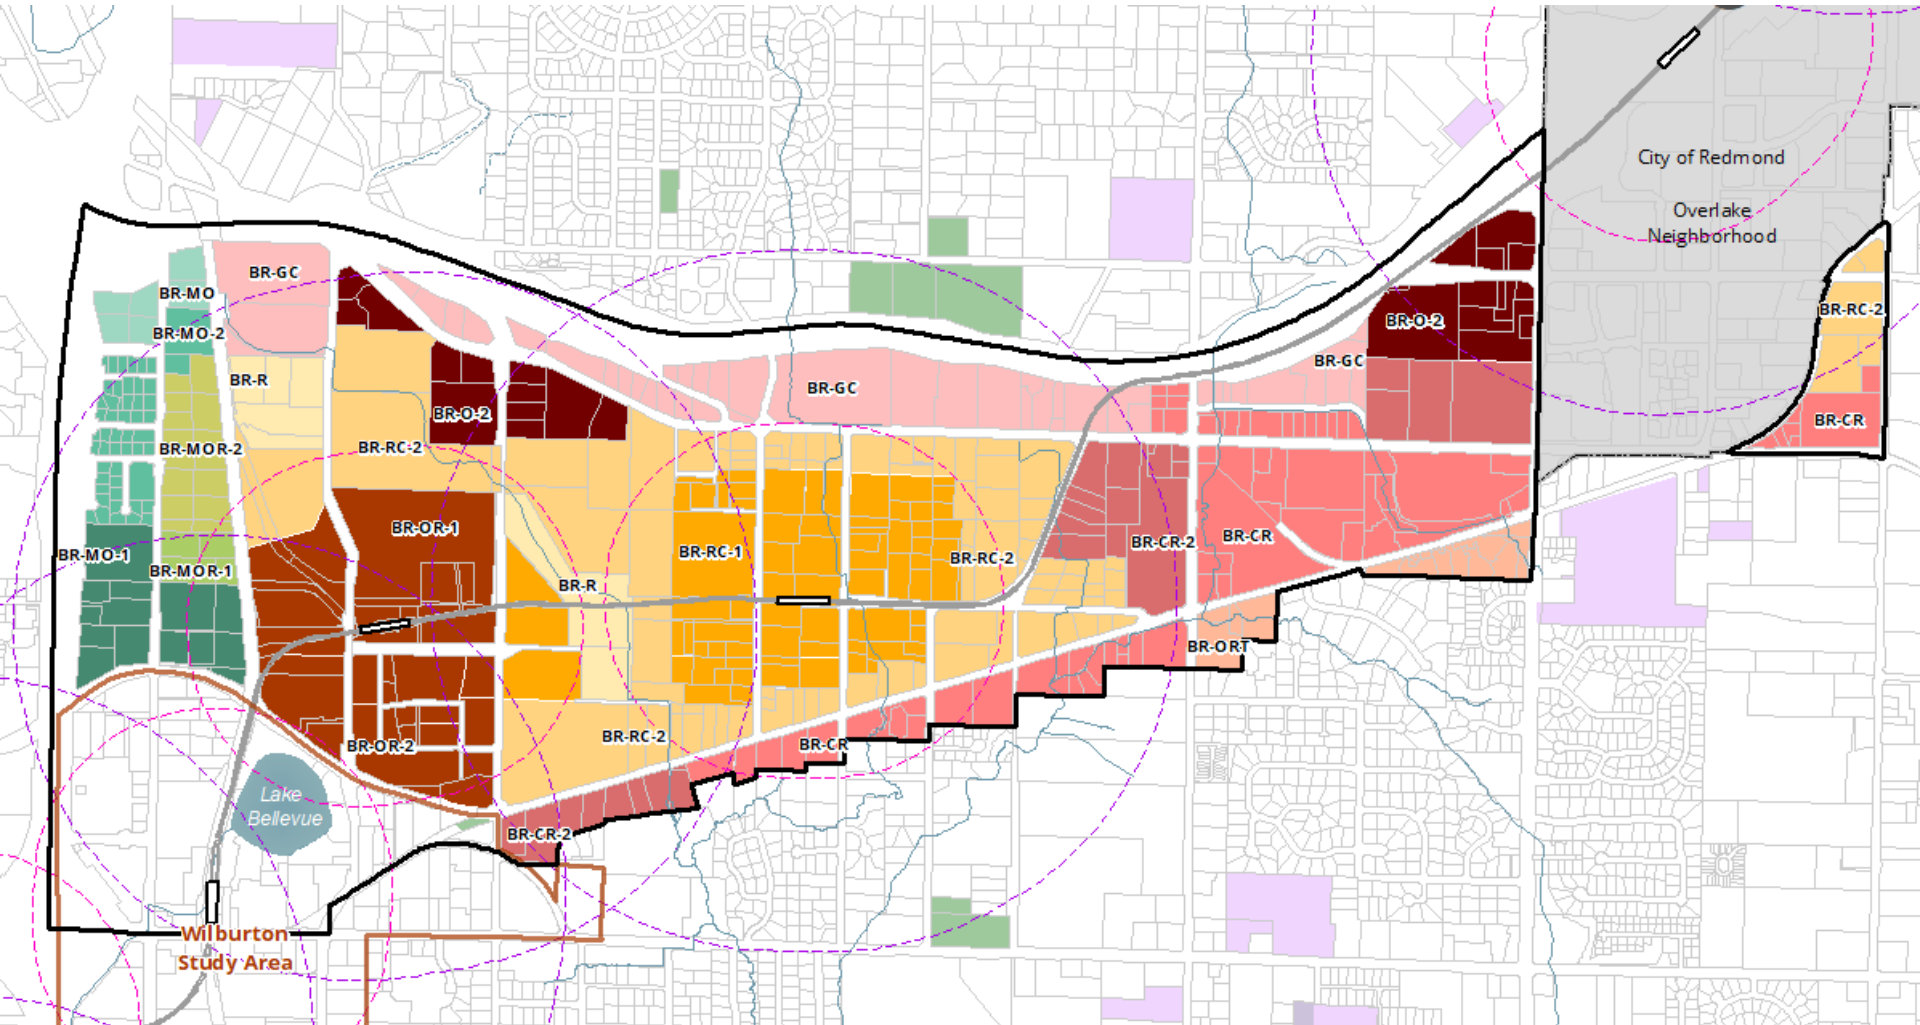 City of Redmond
Overlake
Neighborhood
BR-GC
BR-MO
BR-RC-2
BR-O-2
BR-MO-2
BR-GC
BR-R
BR-GC
BR-O-2
BR-CR
BR-MOR-2
BR-RC-2
BR-OR-1
BR-CR
BR-CR-2
BR-RC-1
BR-MO-1
BR-RC-2
BR-MOR-1
BR-R
BR-ORT
BR-RC-2
BR-OR-2
BR-CR
Lake
Bellevue
BR-CR-2
Wilburton
Study Area